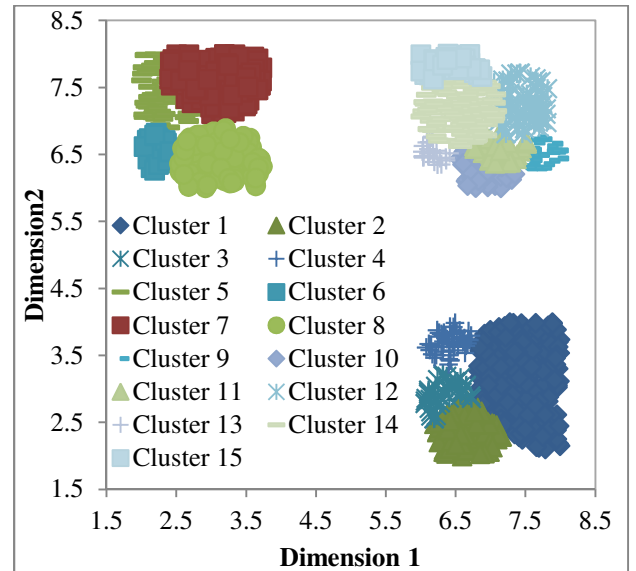 8.5
7.5
6.5
5.5
4.5
3.5
2.5
1.5
Dimension2
Cluster 1 Cluster 2
Cluster 3 Cluster 4
Cluster 5 Cluster 6
Cluster 7 Cluster 8
Cluster 9 Cluster 10
Cluster 11 Cluster 12
Cluster 13 Cluster 14
Cluster 15
1.5 2.5 3.5 4.5 5.5 6.5 7.5 8.5
Dimension 1